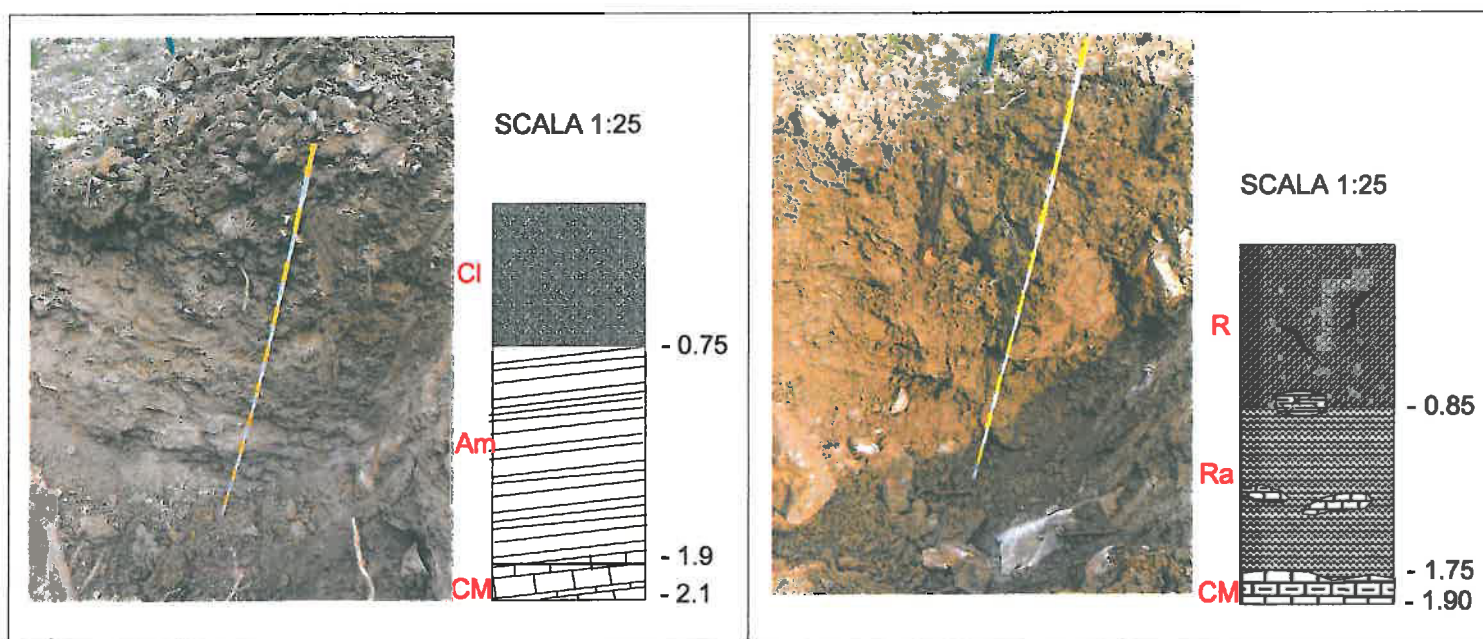 SCALA 1:25
Cl
- 0.75
Am
- 1.9
CM
- 2.1
SCALA 1:25
R
- 0.85
Ra
- 1.75
CM
- 1.90